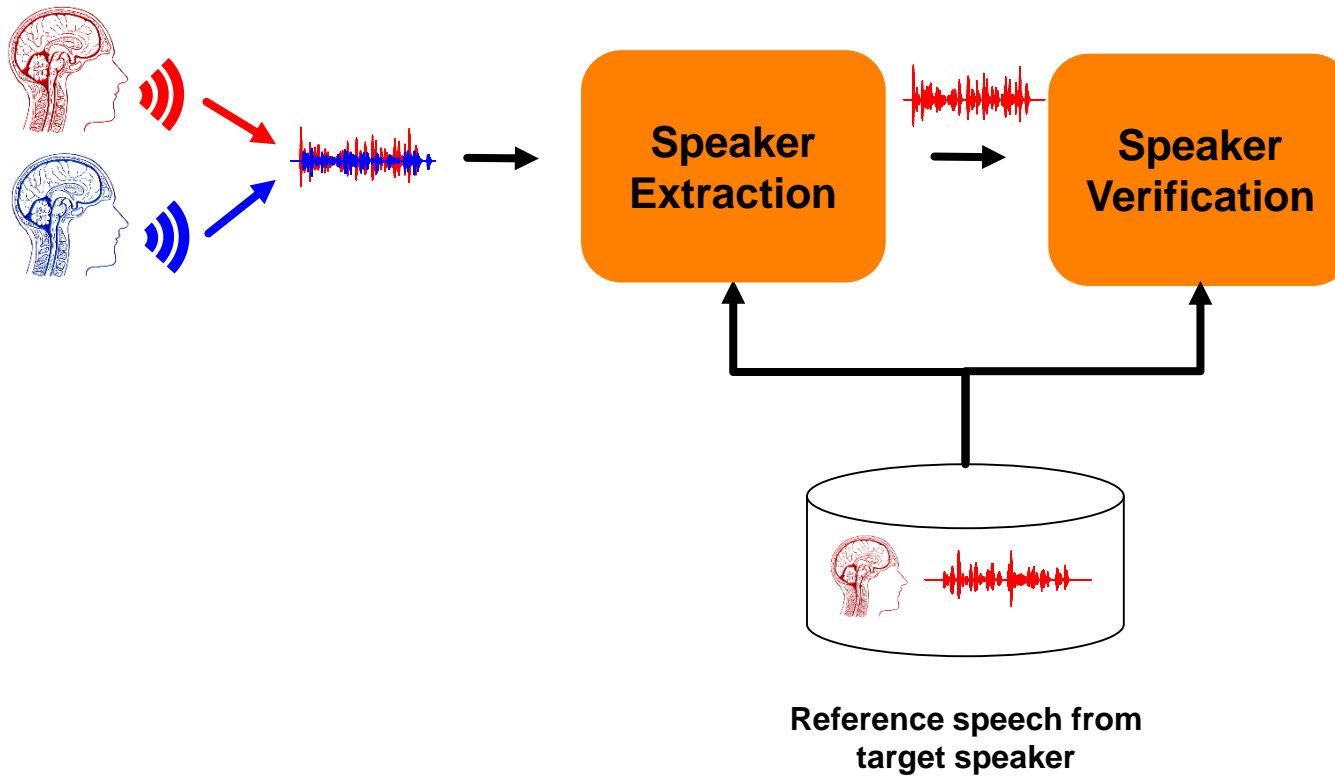 Speaker
Extraction
Speaker
Verification
Reference speech from
target speaker